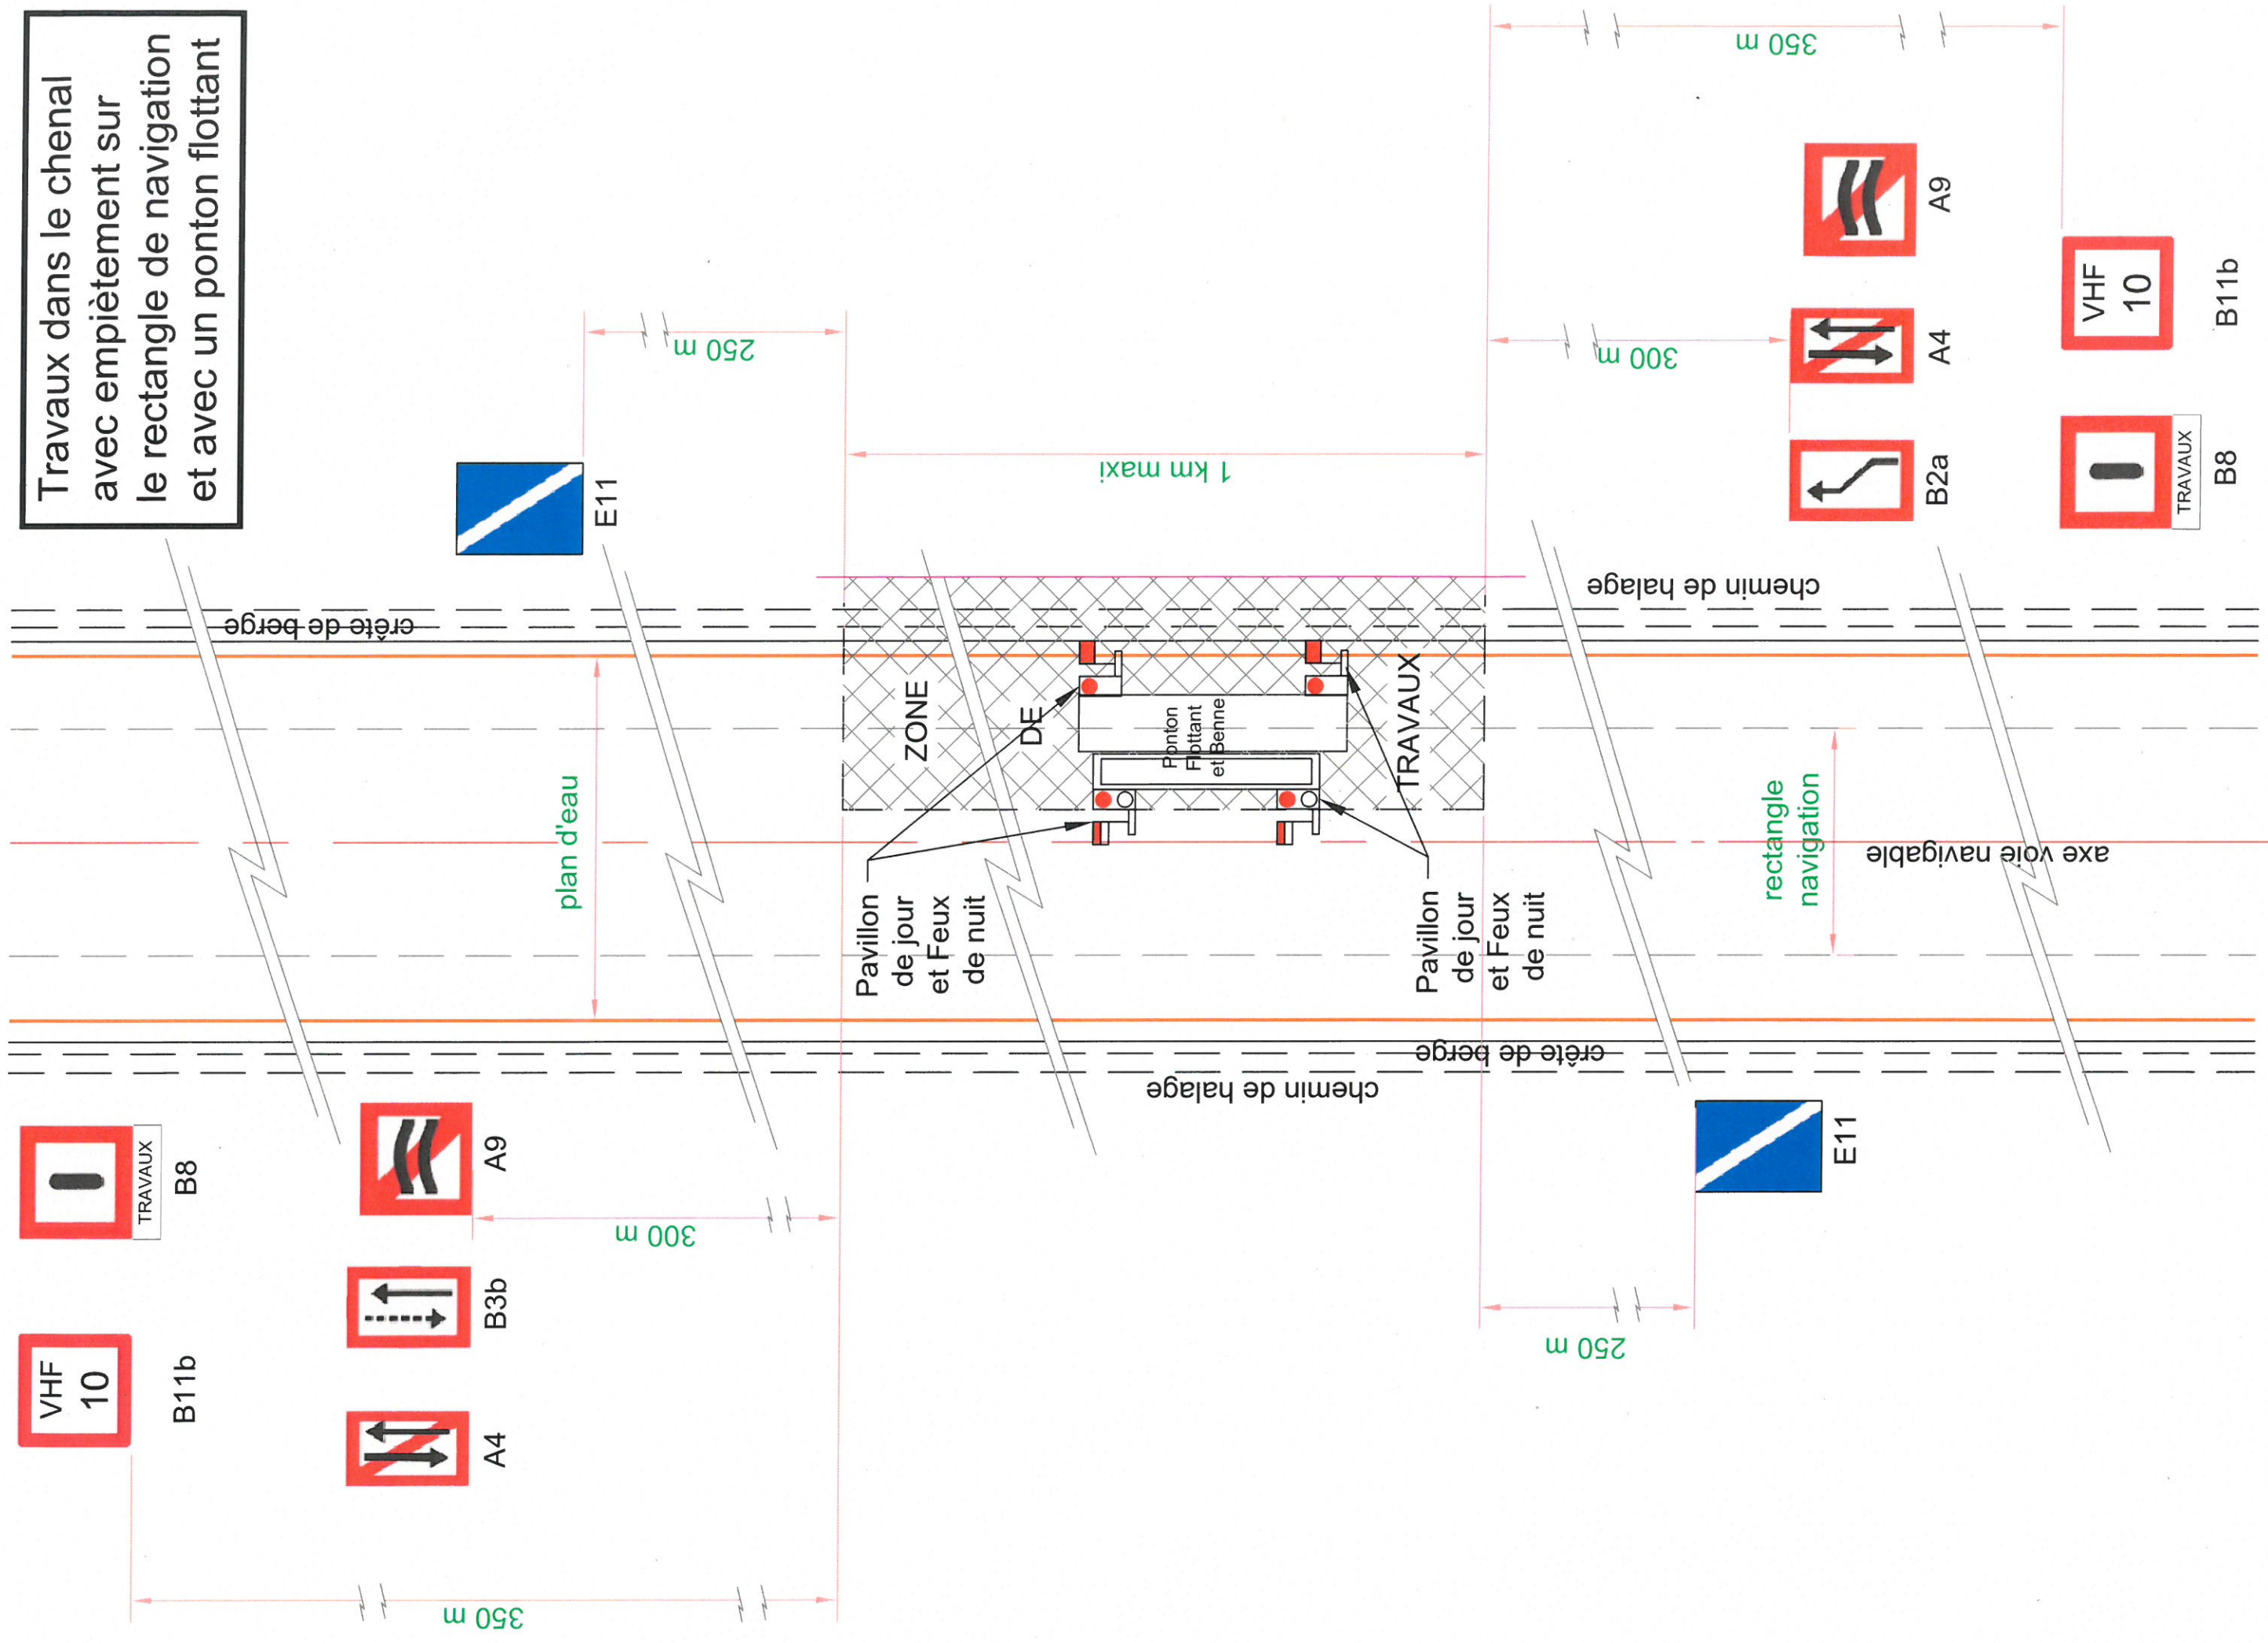 Travaux dans le chenal
avec empiètement sur
le rectangle de navigation
et avec un ponton flottant
VHF
10
B11b
TRAVAUX
B8
A4
B3b
A9
350 m
300 m
crête de berge
E11
250 m
plan d'eau
Pavillon
de jour
et Feux
de nuit
ZONE
DE
TRAVAUX
Ponton
Flottant
et Benne
1 km maxi
Pavillon
de jour
et Feux
de nuit
chemin de halage
crête de berge
250 m
E11
rectangle
navigation
axe voie navigable
chemin de halage
300 m
350 m
B2a
A4
A9
TRAVAUX
B8
VHF
10
B11b